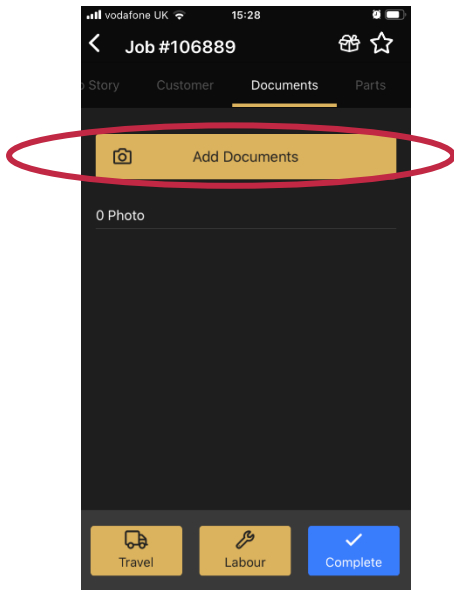 vodafone UK 15:28
Job #106889
Story Customer Documents Parts
Add Documents
0 Photo
Travel Labour Complete